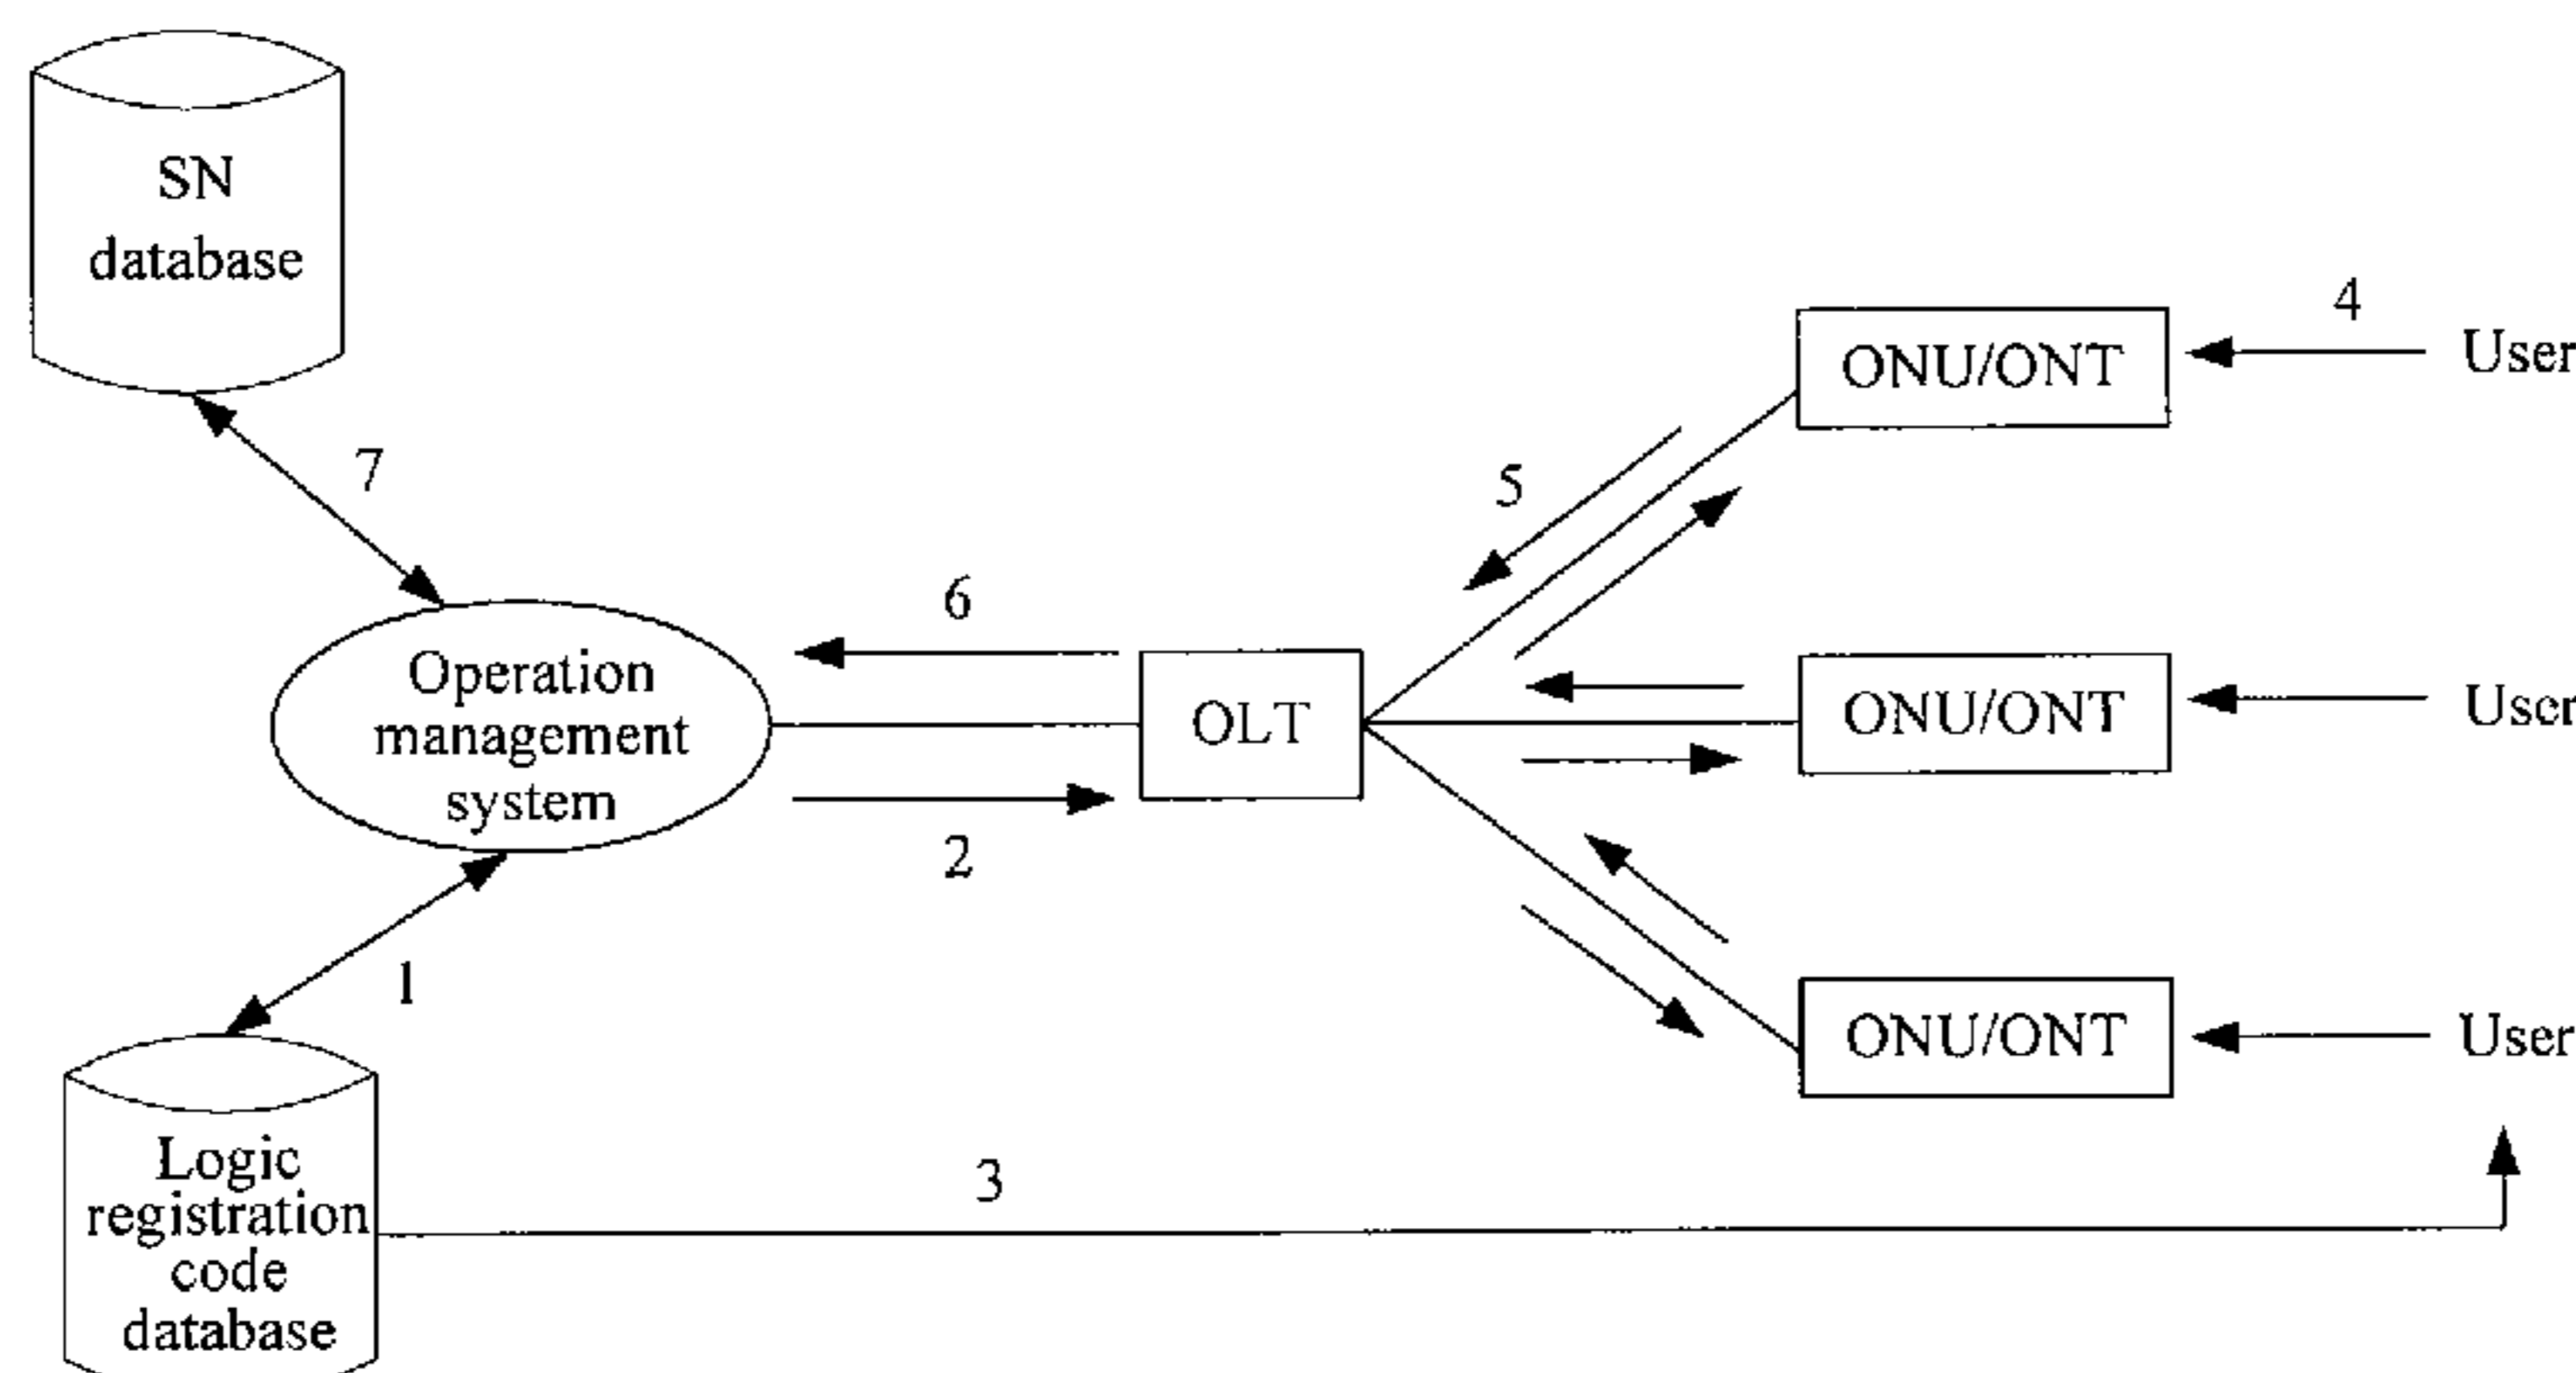 SN
database
7
Operation
management
system
6
2
OLT
5
ONU/ONT
4
User
ONU/ONT
User
ONU/ONT
User
1
Logic
registration
code
database
3